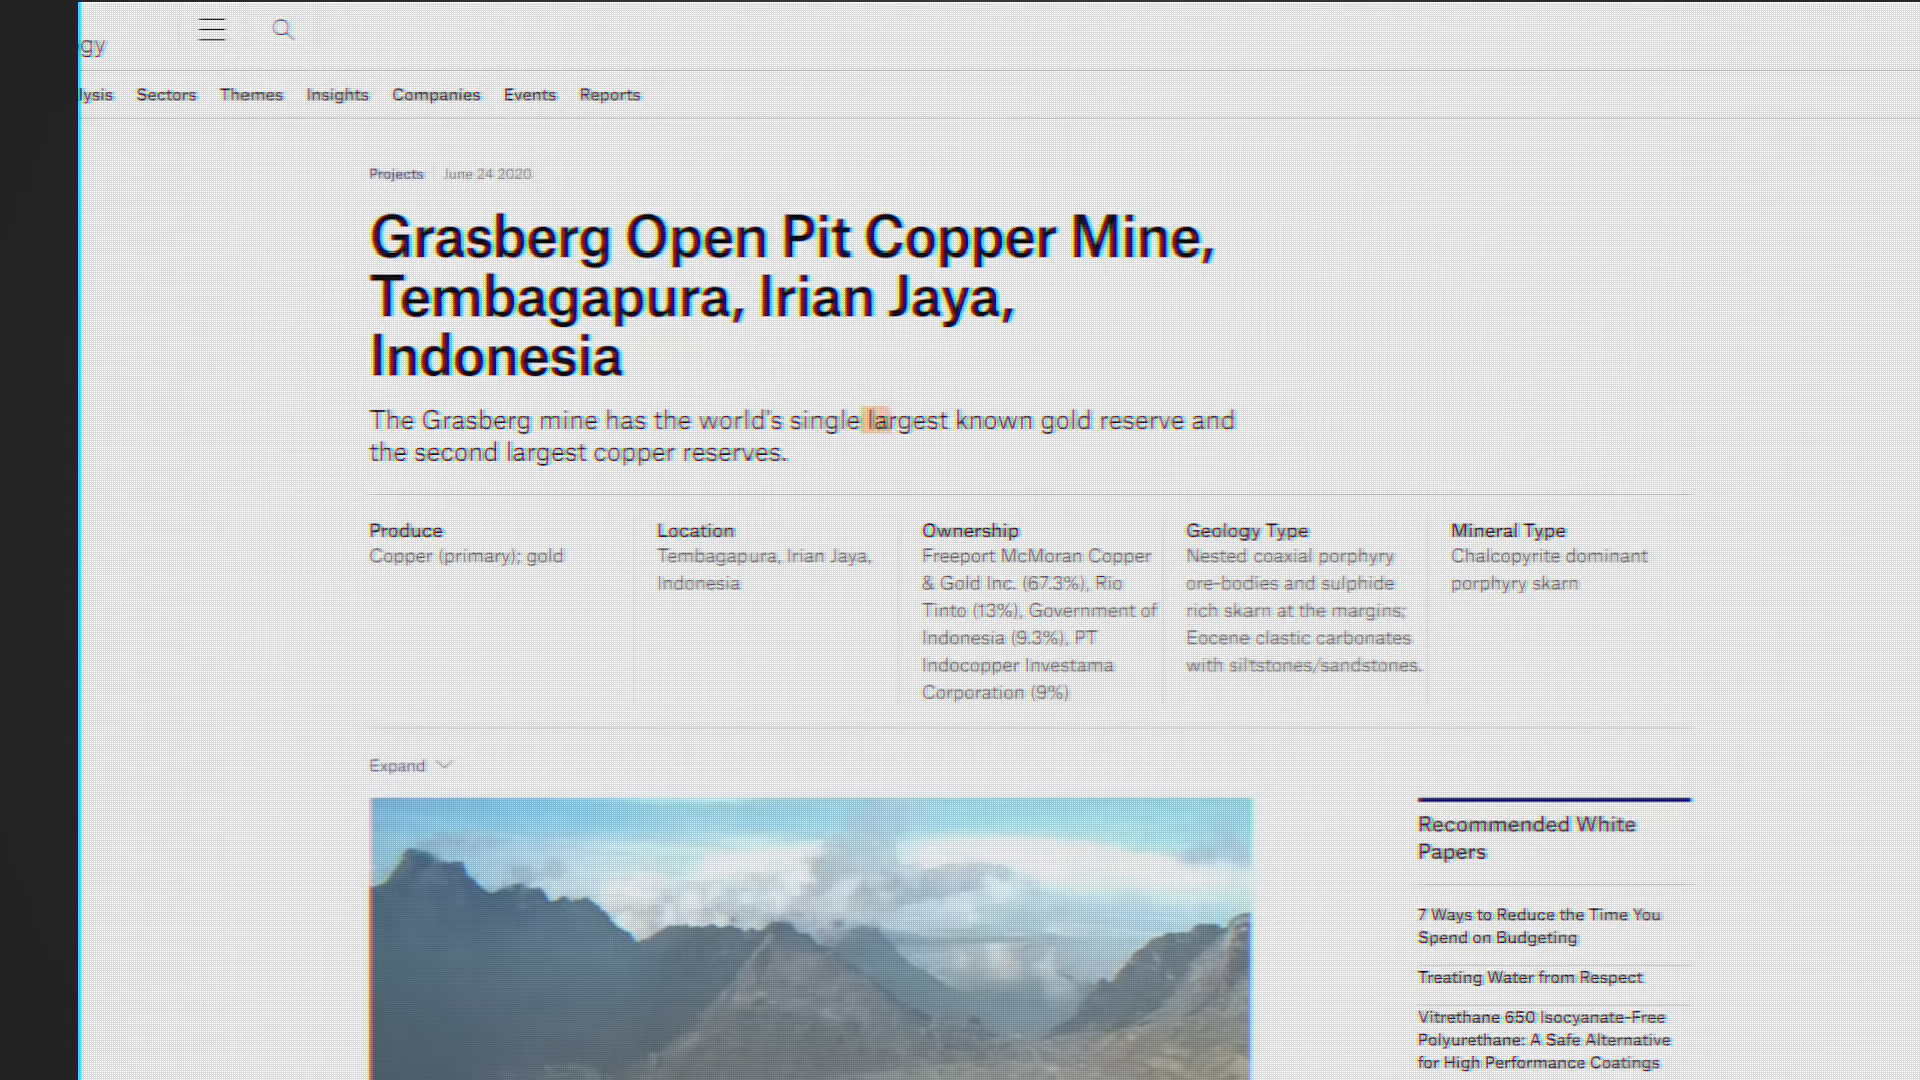 gy
lysis Sectors Themes Insights Companies Events Reports
Projects June 24 2020
Grasberg Open Pit Copper Mine,
Tembagapura, Irian Jaya,
Indonesia
The Grasberg mine has the world's single largest known gold reserve and
the second largest copper reserves.
Produce
Copper (primary); gold
Location
Tembagapura, Irian Jaya,
Indonesia
Ownership
Freeport McMoran Copper
& Gold Inc. (67.3%), Rio
Tinto (13%), Government of
Indonesia (9.3%), PT
Indocopper Investama
Corporation (9%)
Geology Type
Nested coaxial porphyry
ore-bodies and sulphide
rich skarn at the margins;
Eocene clastic carbonates
with siltstones/sandstones.
Mineral Type
Chalcopyrite dominant
porphyry skarn
Expand
Recommended White
Papers
7 Ways to Reduce the Time You
Spend on Budgeting
Treating Water from Respect
Vitrethane 650 Isocyanate-Free
Polyurethane: A Safe Alternative
for High Performance Coatings